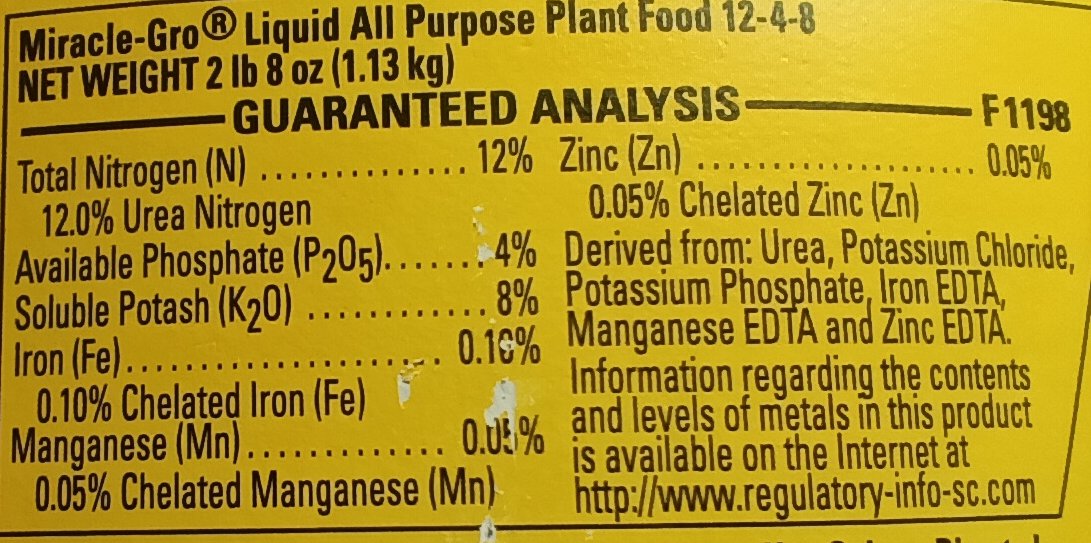 Miracle-Gro® Liquid All Purpose Plant Food 12-4-8
NET WEIGHT 2 lb 8 oz (1.13 kg)
GUARANTEED ANALYSIS
F1198
Total Nitrogen (N) .............. 12%
12.0% Urea Nitrogen
Available Phosphate (P2O5)....... 4%
Soluble Potash (K2O) ............ 8%
Iron (Fe)........................ 0.10%
0.10% Chelated Iron (Fe)
Manganese (Mn)............. 0.05%
0.05% Chelated Manganese (Mn)
Zinc (Zn) .................... 0.05%
0.05% Chelated Zinc (Zn)
Derived from: Urea, Potassium Chloride,
Potassium Phosphate, Iron EDTA,
Manganese EDTA and Zinc EDTA.
Information regarding the contents
and levels of metals in this product
is available on the Internet at
http://www.regulatory-info-sc.com